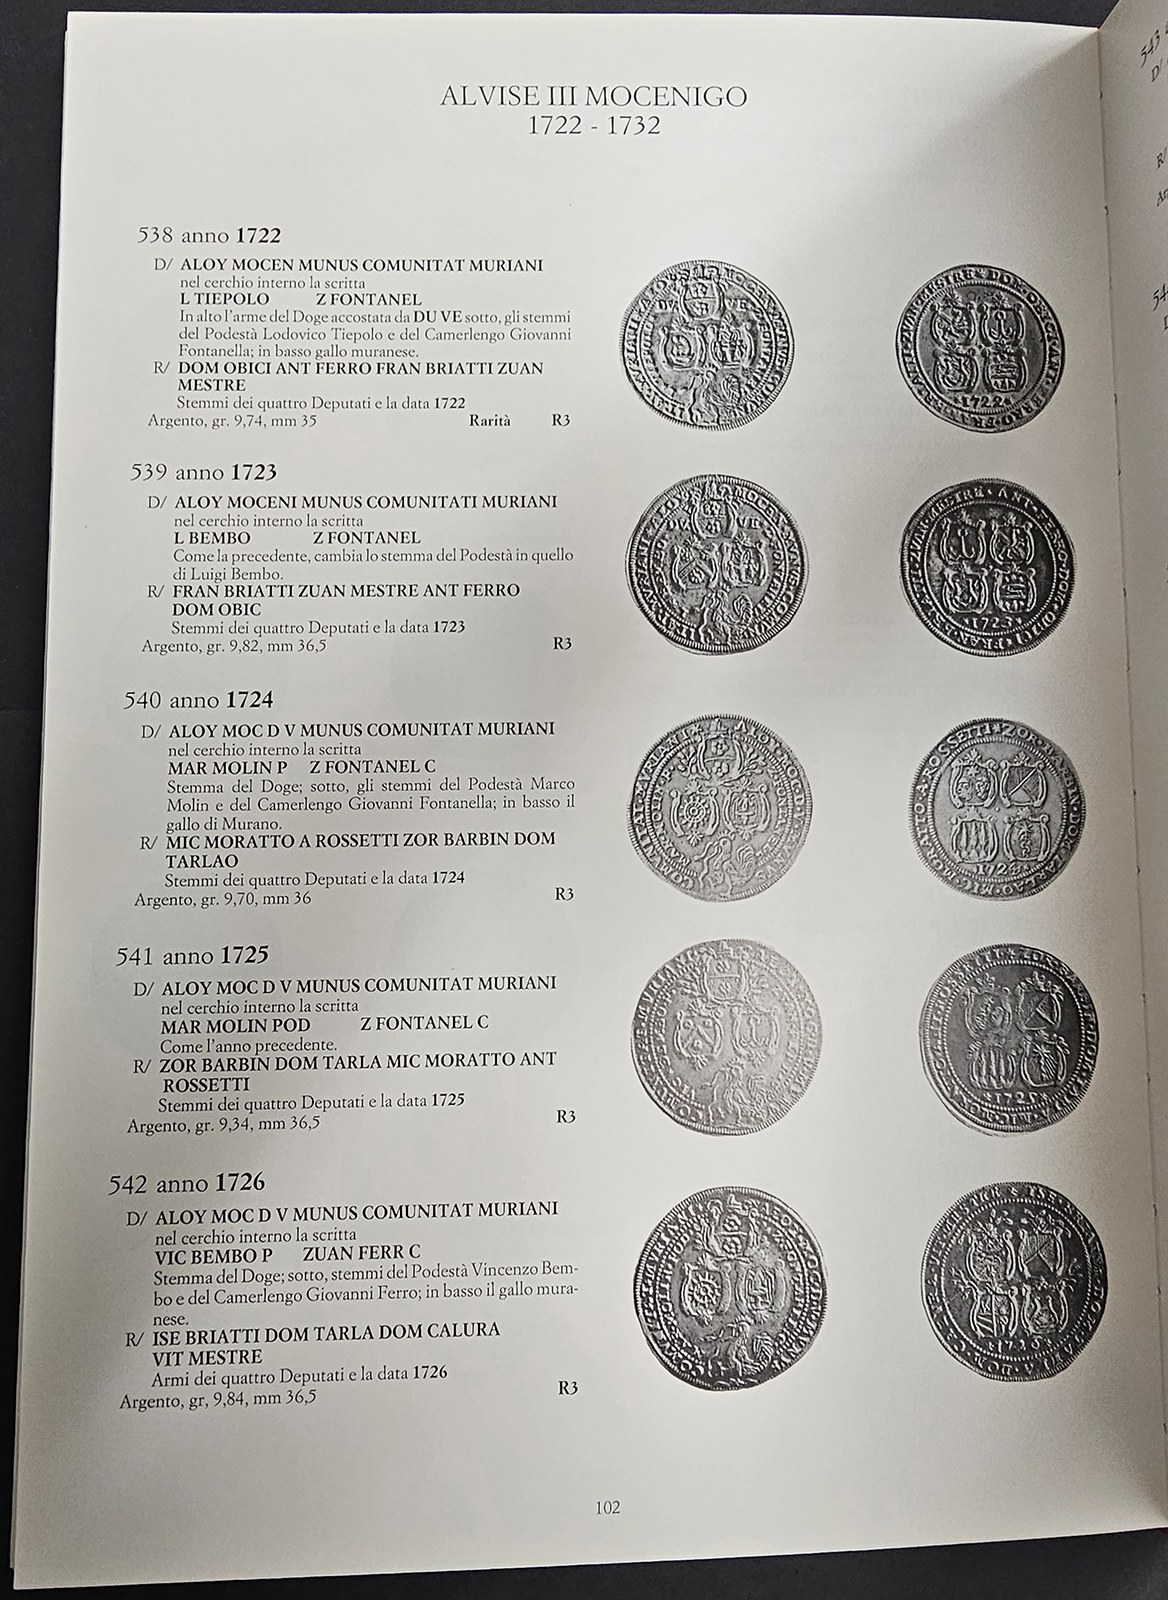 ALVISE III MOCENIGO
1722 - 1732
538 anno 1722
D/ ALOY MOCEN MUNUS COMUNITAT MURIANI
nel cerchio interno la scritta
L TIEPOLO Z FONTANEL
In alto l'arme del Doge accostata da DU VE sotto, gli stemmi
del Podestà Lodovico Tiepolo e del Camerlengo Giovanni
Fontanella; in basso gallo muranese.
R/ DOM OBICI ANT FERRO FRAN BRIATTI ZUAN
MESTRE
Stemmi dei quattro Deputati e la data 1722
Argento, gr. 9,74, mm 35 Rarità R3
539 anno 1723
D/ ALOY MOCENI MUNUS COMUNITATI MURIANI
nel cerchio interno la scritta
L BEMBO Z FONTANEL
Come la precedente, cambia lo stemma del Podestà in quello
di Luigi Bembo.
R/ FRAN BRIATTI ZUAN MESTRE ANT FERRO
DOM OBIC
Stemmi dei quattro Deputati e la data 1723
Argento, gr. 9,82, mm 36,5 R3
540 anno 1724
D/ ALOY MOC D V MUNUS COMUNITAT MURIANI
nel cerchio interno la scritta
MAR MOLIN P Z FONTANEL C
Stemma del Doge; sotto, gli stemmi del Podestà Marco
Molin e del Camerlengo Giovanni Fontanella; in basso il
gallo di Murano.
R/ MIC MORATTO A ROSSETTI ZOR BARBIN DOM
TARLAO
Stemmi dei quattro Deputati e la data 1724
Argento, gr. 9,70, mm 36 R3
541 anno 1725
D/ ALOY MOC D V MUNUS COMUNITAT MURIANI
nel cerchio interno la scritta
MAR MOLIN POD Z FONTANEL C
Come l'anno precedente.
R/ ZOR BARBIN DOM TARLA MIC MORATTO ANT
ROSSETTI
Stemmi dei quattro Deputati e la data 1725
Argento, gr. 9,34, mm 36,5 R3
542 anno 1726
D/ ALOY MOC D V MUNUS COMUNITAT MURIANI
nel cerchio interno la scritta
VIC BEMBO P ZUAN FERR C
Stemma del Doge; sotto, stemmi del Podestà Vincenzo Bem-
bo e del Camerlengo Giovanni Ferro; in basso il gallo mura-
nese.
R/ ISE BRIATTI DOM TARLA DOM CALURA
VIT MESTRE
Armi dei quattro Deputati e la data 1726
Argento, gr, 9,84, mm 36,5 R3
102